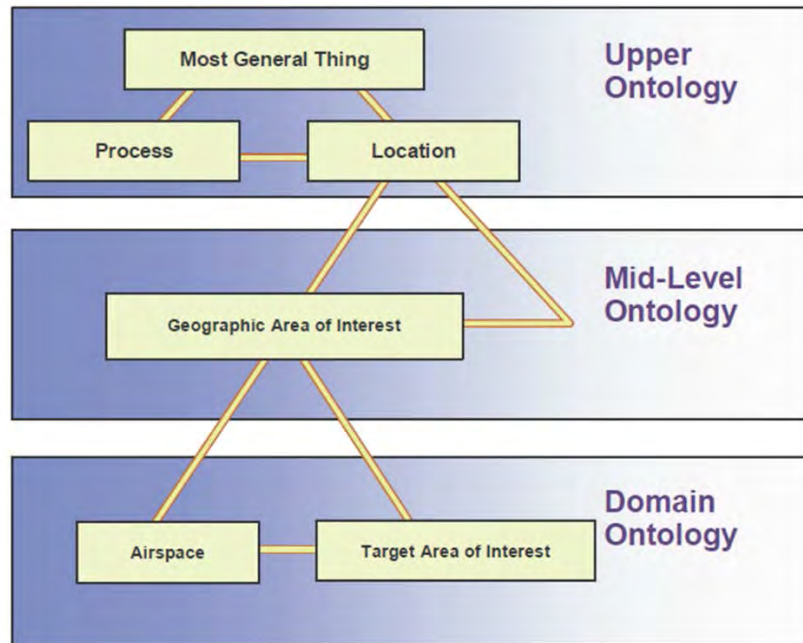 Most General Thing
Upper
Ontology
Process
Location
Mid-Level
Ontology
Geographic Area of Interest
Domain
Ontology
Airspace
Target Area of Interest